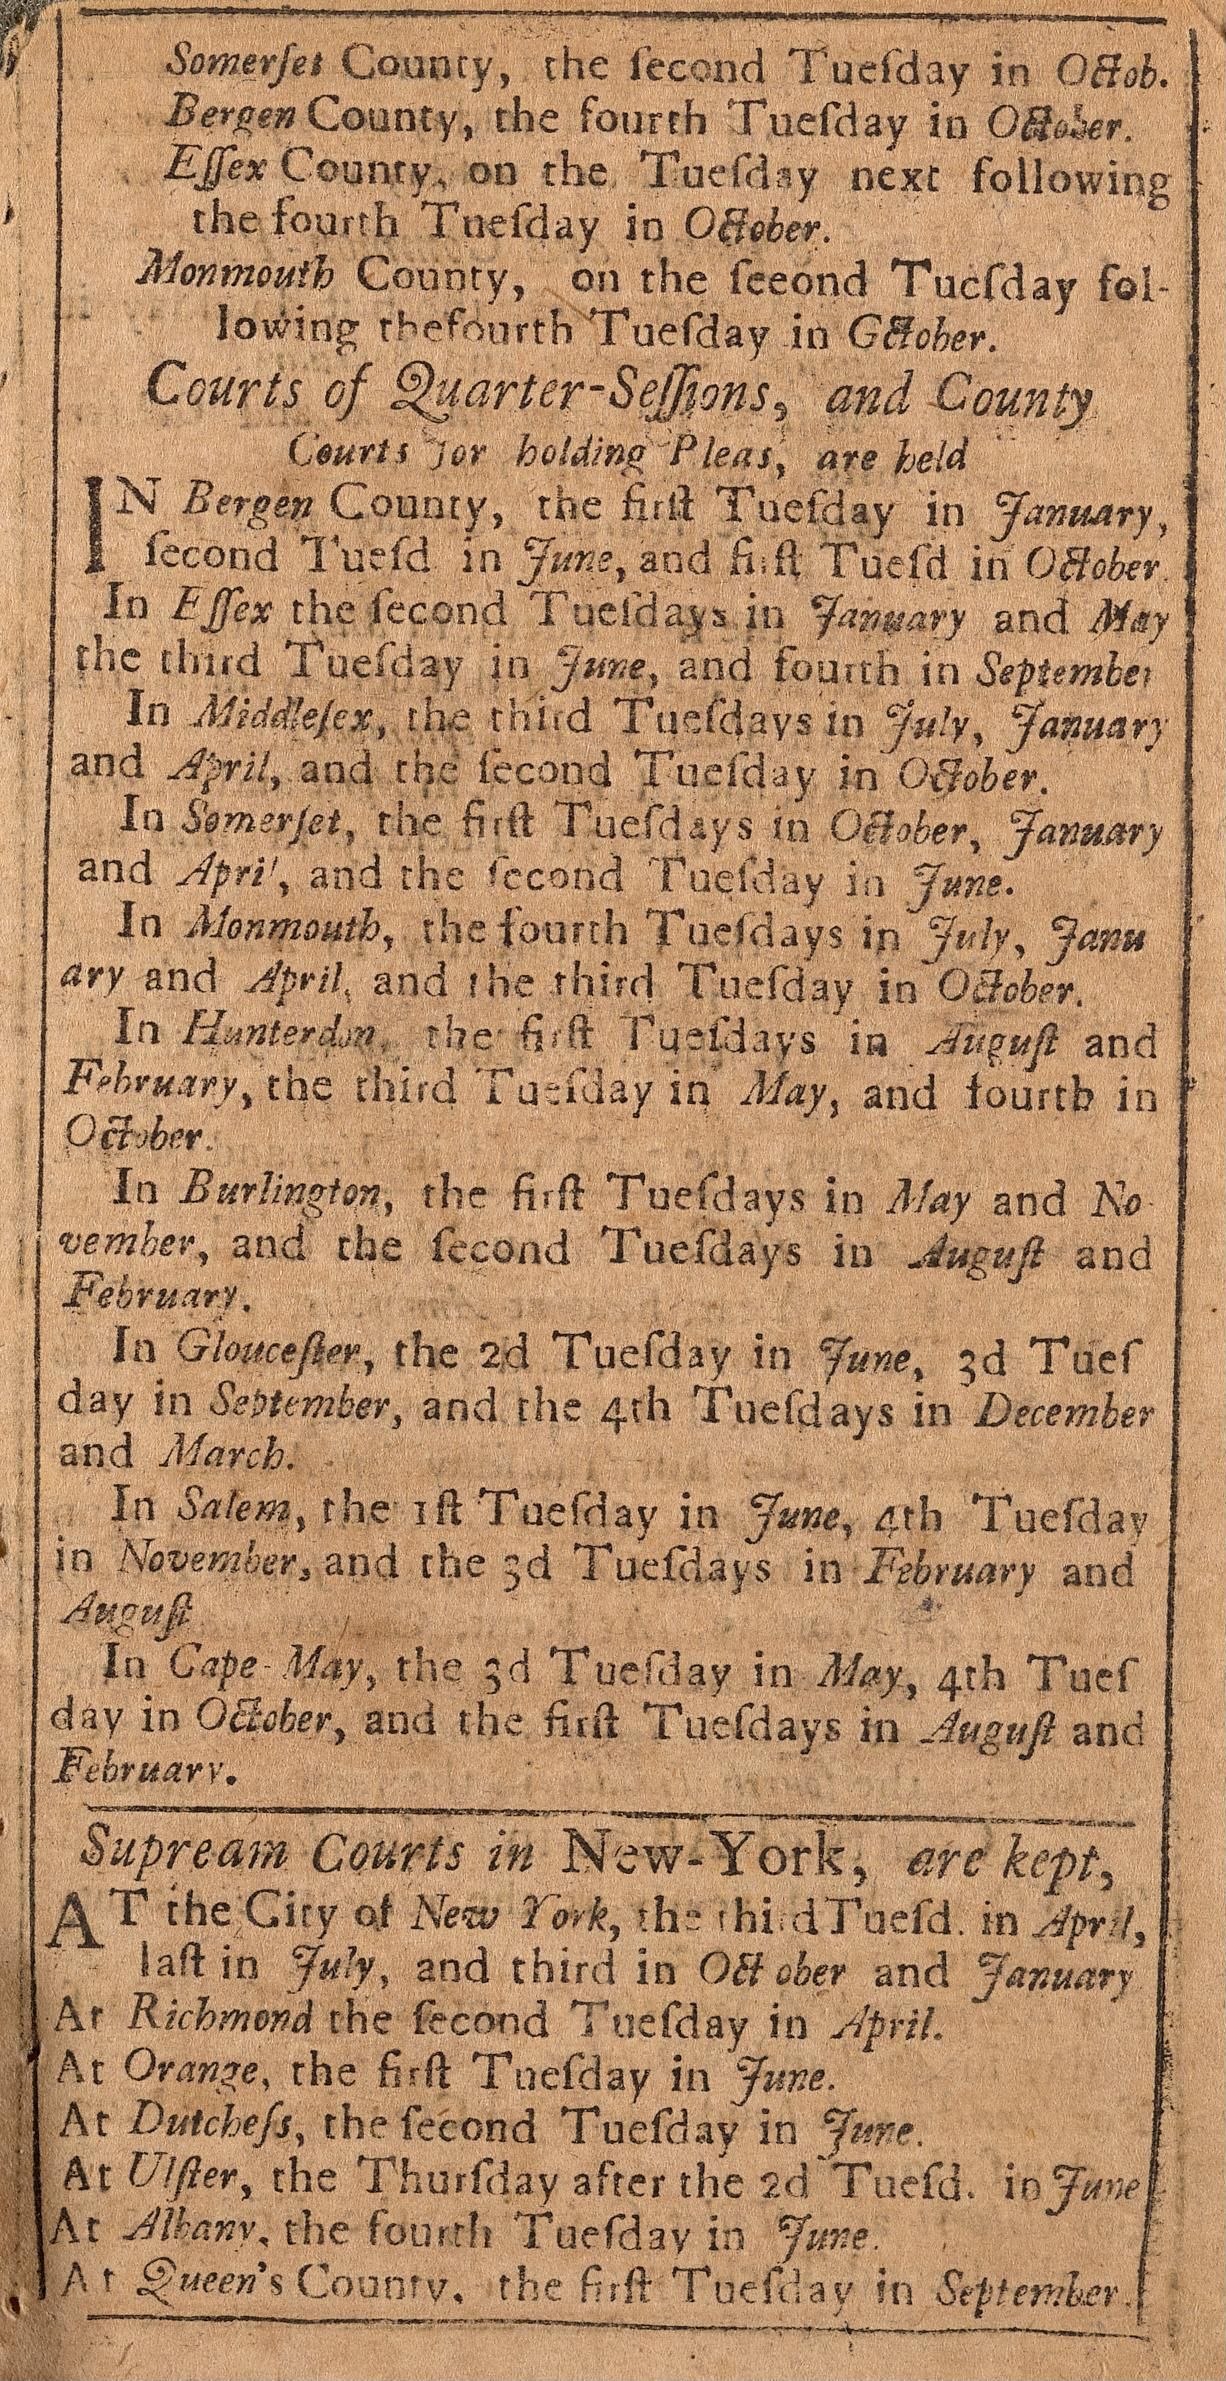 Somerſet County, the ſecond Tueſday in Octob.
Bergen County, the fourth Tueſday in October.
Eſſex County, on the Tueſday next following
the fourth Tueſday in October.
Monmouth County, on the ſeeond Tueſday fol-
lowing thefourth Tueſday in Gctober.
Courts of Quarter-Seſſions, and County
Courts for holding Pleas, are held
IN Bergen County, the firſt Tueſday in January,
ſecond Tueſd in June, and firſt Tueſd in October.
In Eſſex the ſecond Tueſdays in January and May
the third Tueſday in June, and fourth in September
In Middleſex, the third Tueſdays in July, January
and April, and the ſecond Tueſday in October.
In Somerſet, the firſt Tueſdays in October, January
and April, and the ſecond Tueſday in June.
In Monmouth, the fourth Tueſdays in July, Janu
ary and April, and the third Tueſday in October.
In Hunterdon, the firſt Tueſdays in Auguſt and
February, the third Tueſday in May, and fourth in
October.
In Burlington, the firſt Tueſdays in May and No-
vember, and the ſecond Tueſdays in Auguſt and
February.
In Glouceſter, the 2d Tueſday in June, 3d Tueſ
day in September, and the 4th Tueſdays in December
and March.
In Salem, the 1ſt Tueſday in June, 4th Tueſday
in November, and the 3d Tueſdays in February and
Auguſt
In Cape-May, the 3d Tueſday in May, 4th Tueſ
day in October, and the firſt Tueſdays in Auguſt and
February.
Supream Courts in New-York, are kept,
AT the City of New York, the third Tueſd. in April,
laſt in July, and third in Oct ober and January
At Richmond the ſecond Tueſday in April.
At Orange, the firſt Tueſday in June.
At Dutcheſs, the ſecond Tueſday in June.
At Ulſter, the Thurſday after the 2d Tueſd. in June
At Albany, the fourth Tueſday in June.
At Queen's County, the firſt Tueſday in September.